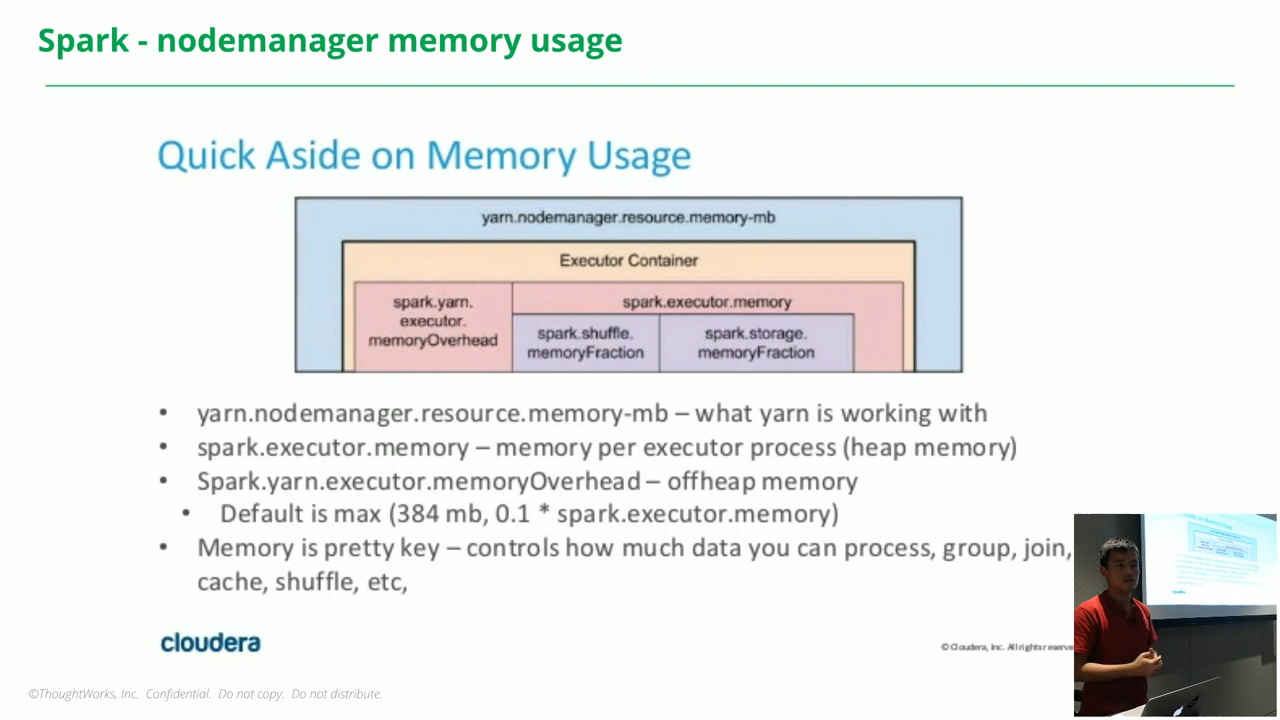 Spark - nodemanager memory usage
Quick Aside on Memory Usage
yarn.nodemanager.resource.memory-mb
Executor Container
spark.yarn.
executor.
memoryOverhead
spark.executor.memory
spark.shuffle.
memoryFraction
spark.storage.
memoryFraction
• yarn.nodemanager.resource.memory-mb – what yarn is working with
• spark.executor.memory – memory per executor process (heap memory)
• Spark.yarn.executor.memoryOverhead – offheap memory
• Default is max (384 mb, 0.1 * spark.executor.memory)
• Memory is pretty key – controls how much data you can process, group, join,
cache, shuffle, etc,
cloudera
© Cloudera, Inc. All rights
©ThoughtWorks, Inc. Confidential. Do not copy. Do not distribute.